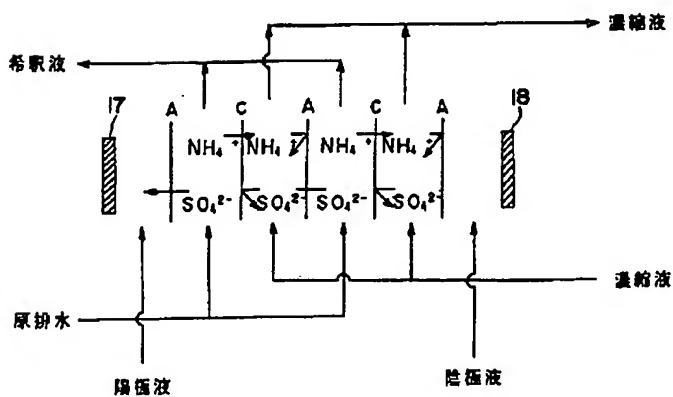 濃縮液
希釈液
17 A C A C A 18
NH₄⁺ NH₄⁺ NH₄⁺ NH₄⁺
SO₄²⁻ SO₄²⁻ SO₄²⁻ SO₄²⁻
濃縮液
原排水
陽極液 陰極液